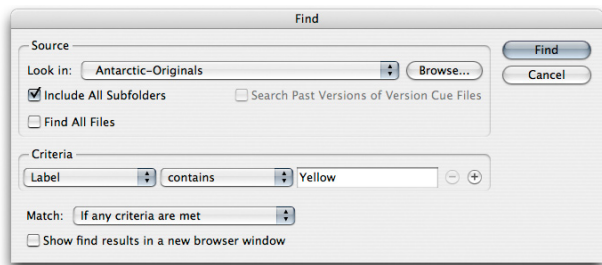 Find
Source
Look in: Antarctic-Originals Browse... Find
Include All Subfolders Search Past Versions of Version Cue Files Cancel
Find All Files
Criteria
Label contains Yellow
Match: If any criteria are met
Show find results in a new browser window